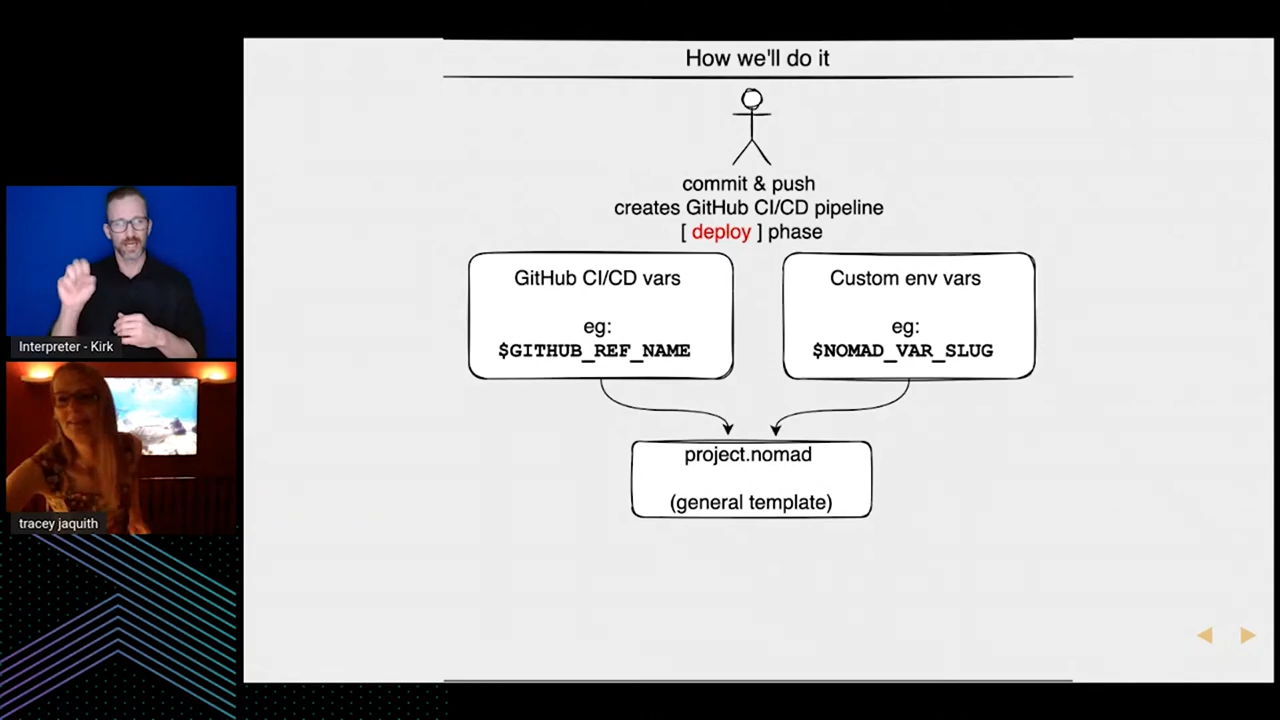 How we'll do it
commit & push
creates GitHub CI/CD pipeline
[ deploy ] phase
GitHub CI/CD vars
eg:
$GITHUB_REF_NAME
Custom env vars
eg:
$NOMAD_VAR_SLUG
project.nomad
(general template)
Interpreter - Kirk
tracey jaquith